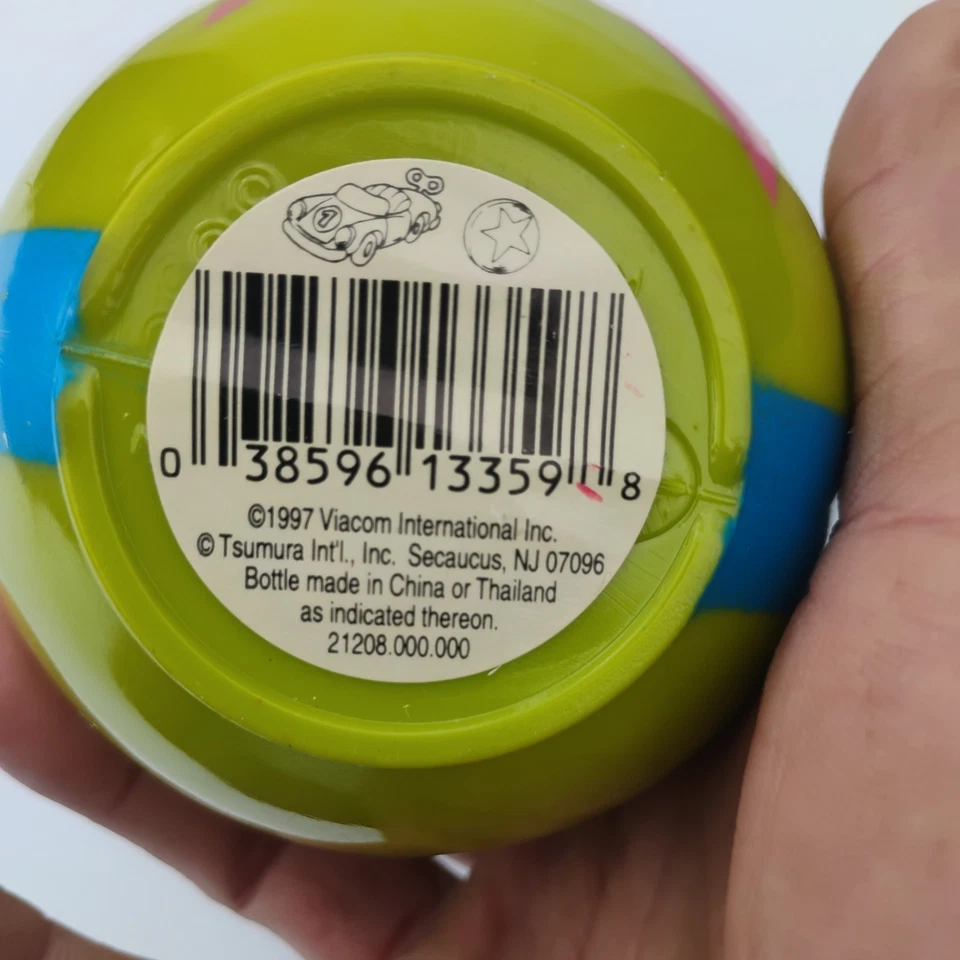 7
0 38596 13359 8
©1997 Viacom International Inc.
© Tsumura Int'l., Inc. Secaucus, NJ 07096
Bottle made in China or Thailand
as indicated thereon.
21208.000.000